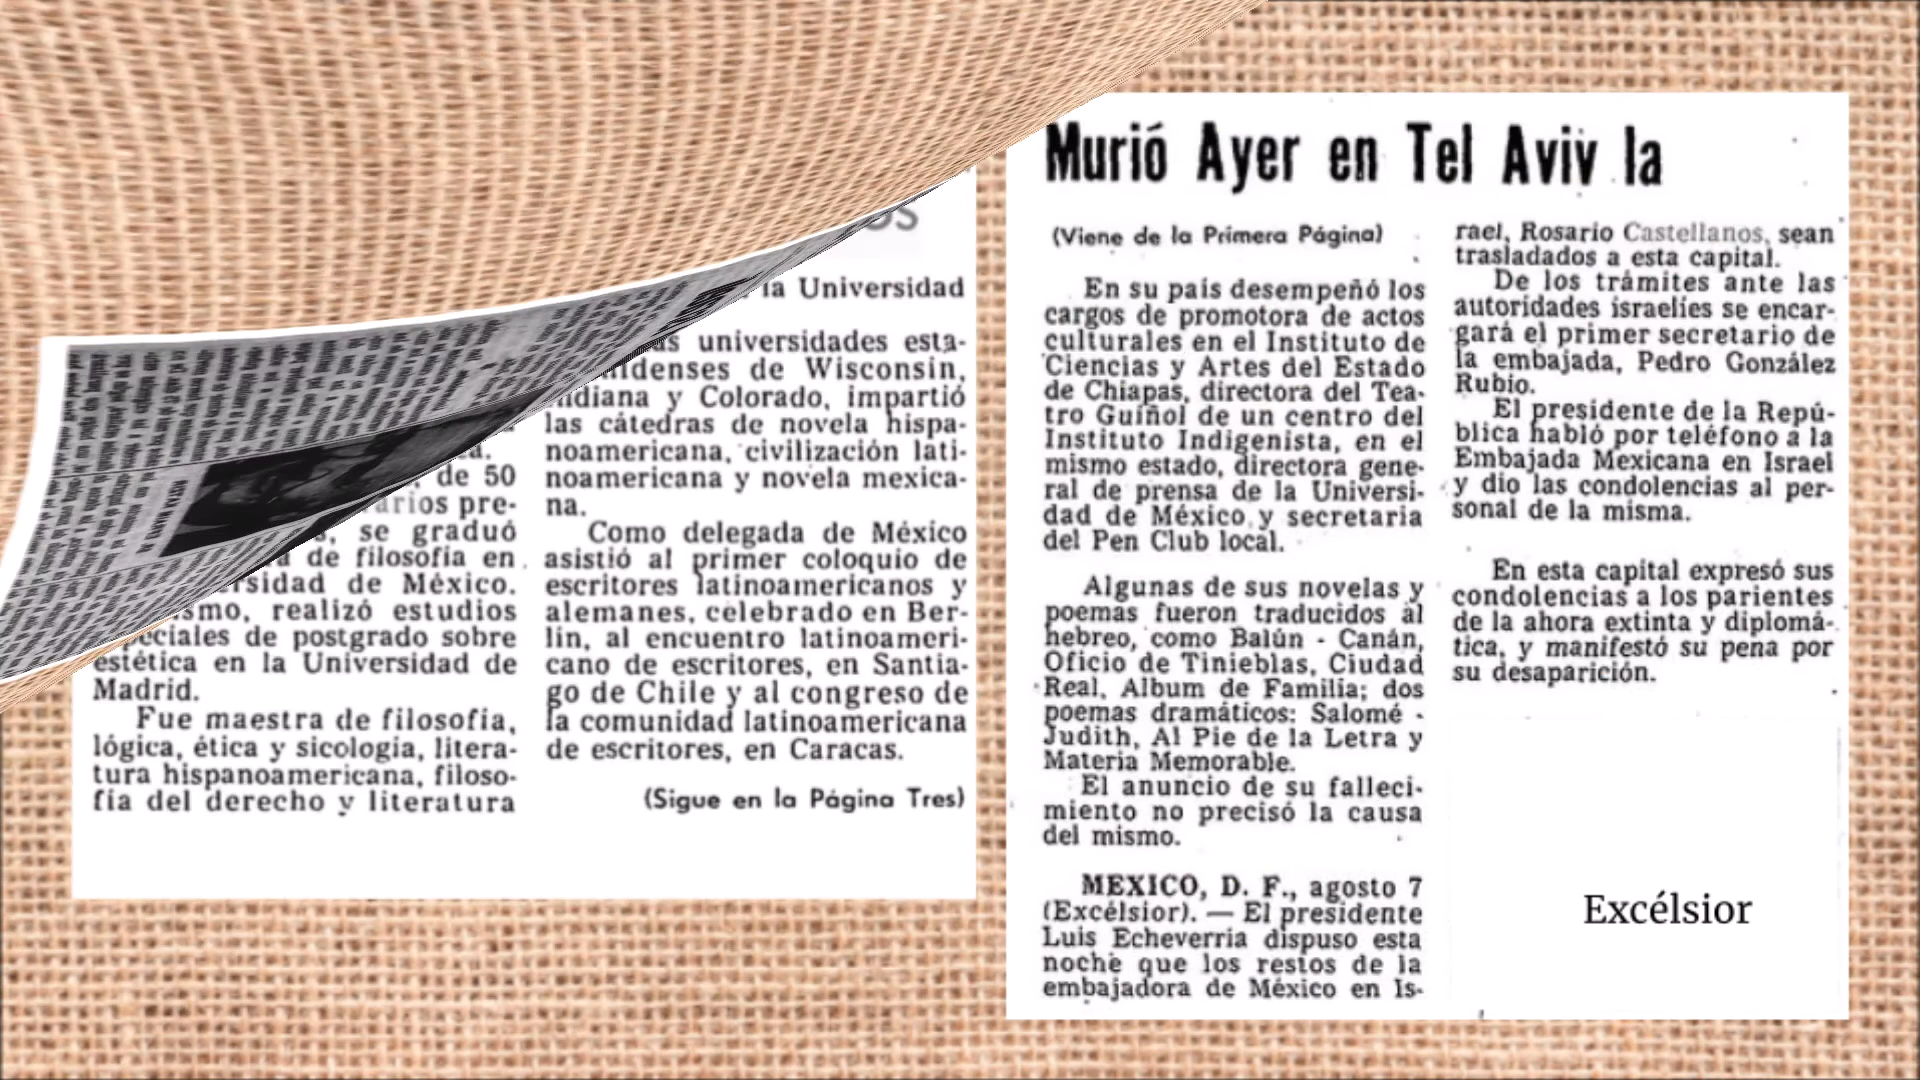 la Universidad
universidades esta-
de Wisconsin,
y Colorado, impartió
las cátedras de novela hispa-
noamericana, civilización lati-
noamericana y novela mexica-
na.
Como delegada de México
asistió al primer coloquio de
escritores latinoamericanos y
alemanes, celebrado en Ber-
lín, al encuentro latinoameri-
cano de escritores, en Santia-
go de Chile y al congreso de
la comunidad latinoamericana
de escritores, en Caracas.
(Sigue en la Página Tres)
de 50
pre-
se graduó
de filosofía en
de México.
realizó estudios
de postgrado sobre
estética en la Universidad de
Madrid.
Fue maestra de filosofía,
lógica, ética y sicología, litera-
tura hispanoamericana, filoso-
fía del derecho y literatura
Murió Ayer en Tel Aviv la
(Viene de la Primera Página)
En su país desempeñó los
cargos de promotora de actos
culturales en el Instituto de
Ciencias y Artes del Estado
de Chiapas, directora del Tea-
tro Guiñol de un centro del
Instituto Indigenista, en el
mismo estado, directora gene-
ral de prensa de la Universi-
dad de México y secretaria
del Pen Club local.
Algunas de sus novelas y
poemas fueron traducidos al
hebreo, como Balún - Canán,
Oficio de Tinieblas, Ciudad
Real, Album de Familia; dos
poemas dramáticos: Salomé -
Judith, Al Pie de la Letra y
Materia Memorable.
El anuncio de su falleci-
miento no precisó la causa
del mismo.
MEXICO, D. F., agosto 7
(Excélsior). — El presidente
Luis Echeverría dispuso esta
noche que los restos de la
embajadora de México en Is-
rael, Rosario Castellanos, sean
trasladados a esta capital.
De los trámites ante las
autoridades israelíes se encar-
gará el primer secretario de
la embajada, Pedro González
Rubio.
El presidente de la Repú-
blica habló por teléfono a la
Embajada Mexicana en Israel
y dio las condolencias al per-
sonal de la misma.
En esta capital expresó sus
condolencias a los parientes
de la ahora extinta y diplomá-
tica, y manifestó su pena por
su desaparición.
Excélsior